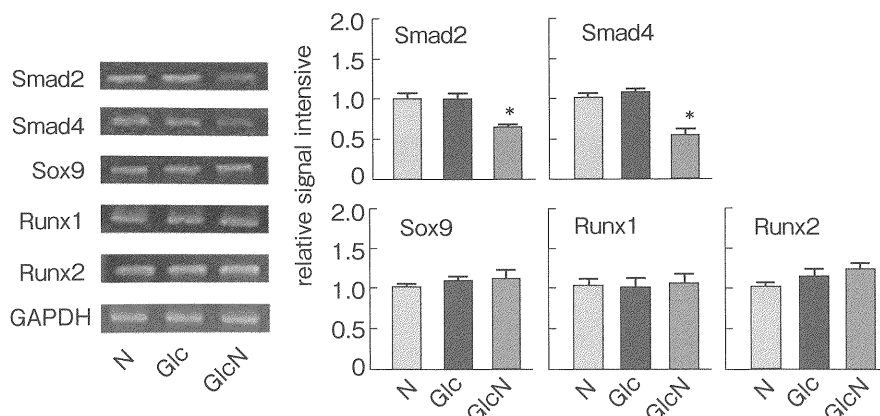 Smad2
Smad4
Sox9
Runx1
Runx2
GAPDH
N Glc GlcN
relative signal intensive
2.0
1.5
1.0
0.5
0
Smad2
*
Smad4
*
2.0
1.5
1.0
0.5
0
Sox9
N Glc GlcN
Runx1
N Glc GlcN
Runx2
N Glc GlcN